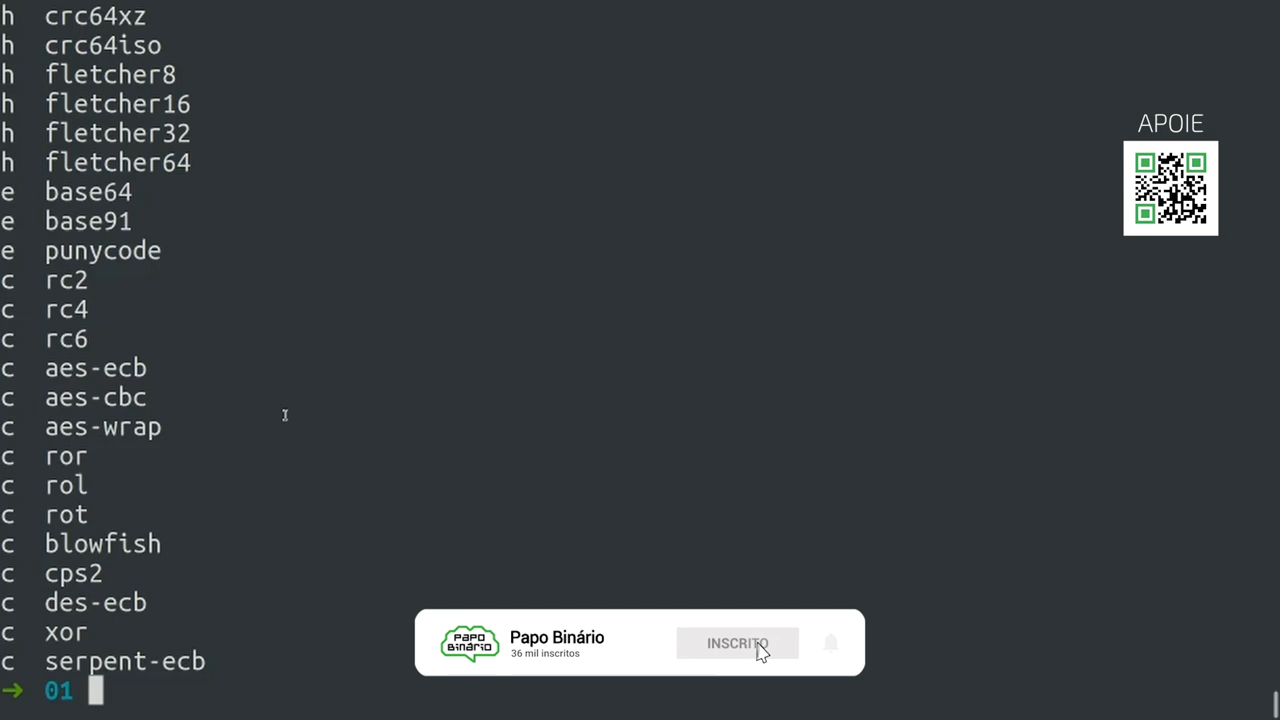 h crc64xz
h crc64iso
h fletcher8
h fletcher16
h fletcher32
h fletcher64
e base64
e base91
e punycode
c rc2
c rc4
c rc6
c aes-ecb
c aes-cbc
c aes-wrap
c ror
c rol
c rot
c blowfish
c cps2
c des-ecb
c xor
c serpent-ecb
→ 01
APOIE
PAPO
BINÁRIO
Papo Binário
36 mil inscritos
INSCRITO